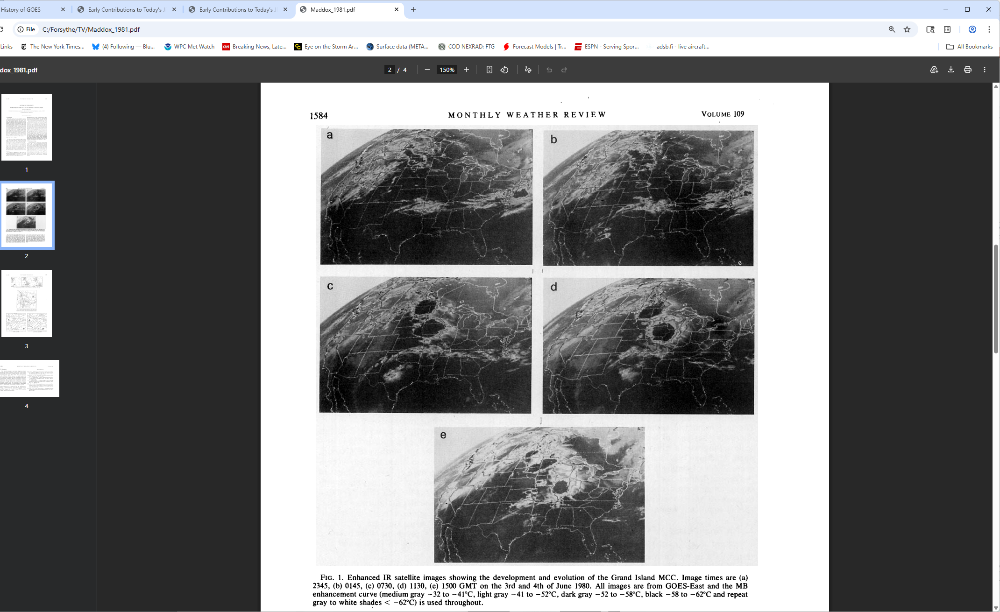 History of GOES
Early Contributions to Today's J
Early Contributions to Today's J
Maddox_1981.pdf
File C:/Forsythe/TV/Maddox_1981.pdf
Links The New York Times... (4) Following — Blu... WPC Met Watch Breaking News, Late... Eye on the Storm Ar... Surface data (META... COD NEXRAD: FTG Forecast Models | Tr... ESPN - Serving Spor... adsb.fi - live aircraft... All Bookmarks
dox_1981.pdf
2 / 4
150%
1
2
3
4
1584 MONTHLY WEATHER REVIEW VOLUME 109
a
b
c
d
e
FIG. 1. Enhanced IR satellite images showing the development and evolution of the Grand Island MCC. Image times are (a)
2345, (b) 0145, (c) 0730, (d) 1130, (e) 1500 GMT on the 3rd and 4th of June 1980. All images are from GOES-East and the MB
enhancement curve (medium gray −32 to −41°C, light gray −41 to −52°C, dark gray −52 to −58°C, black −58 to −62°C and repeat
gray to white shades < −62°C) is used throughout.